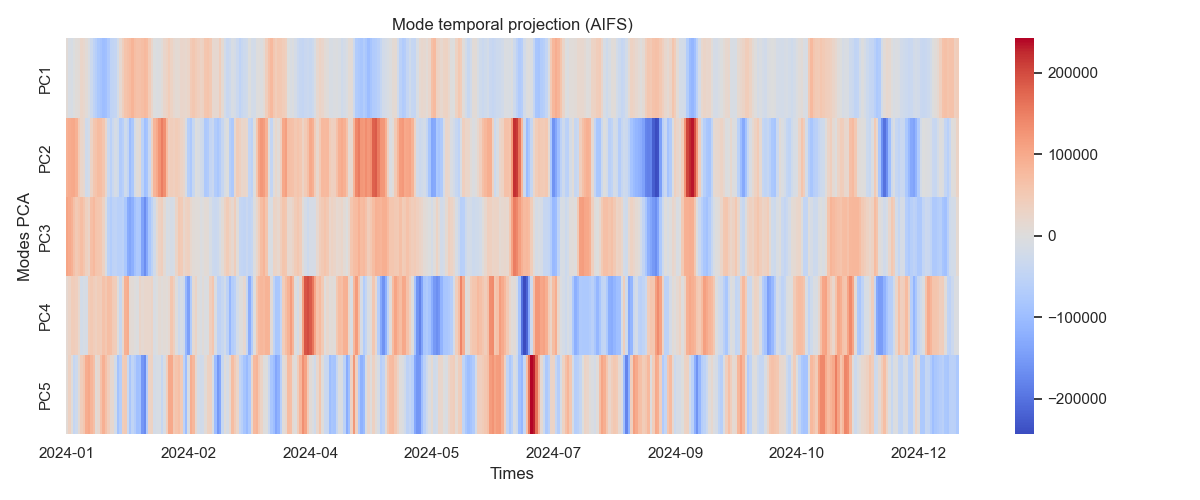 Mode temporal projection (AIFS)
Modes PCA
PC1
PC2
PC3
PC4
PC5
2024-01 2024-02 2024-04 2024-05 2024-07 2024-09 2024-10 2024-12
Times
200000
100000
0
−100000
−200000